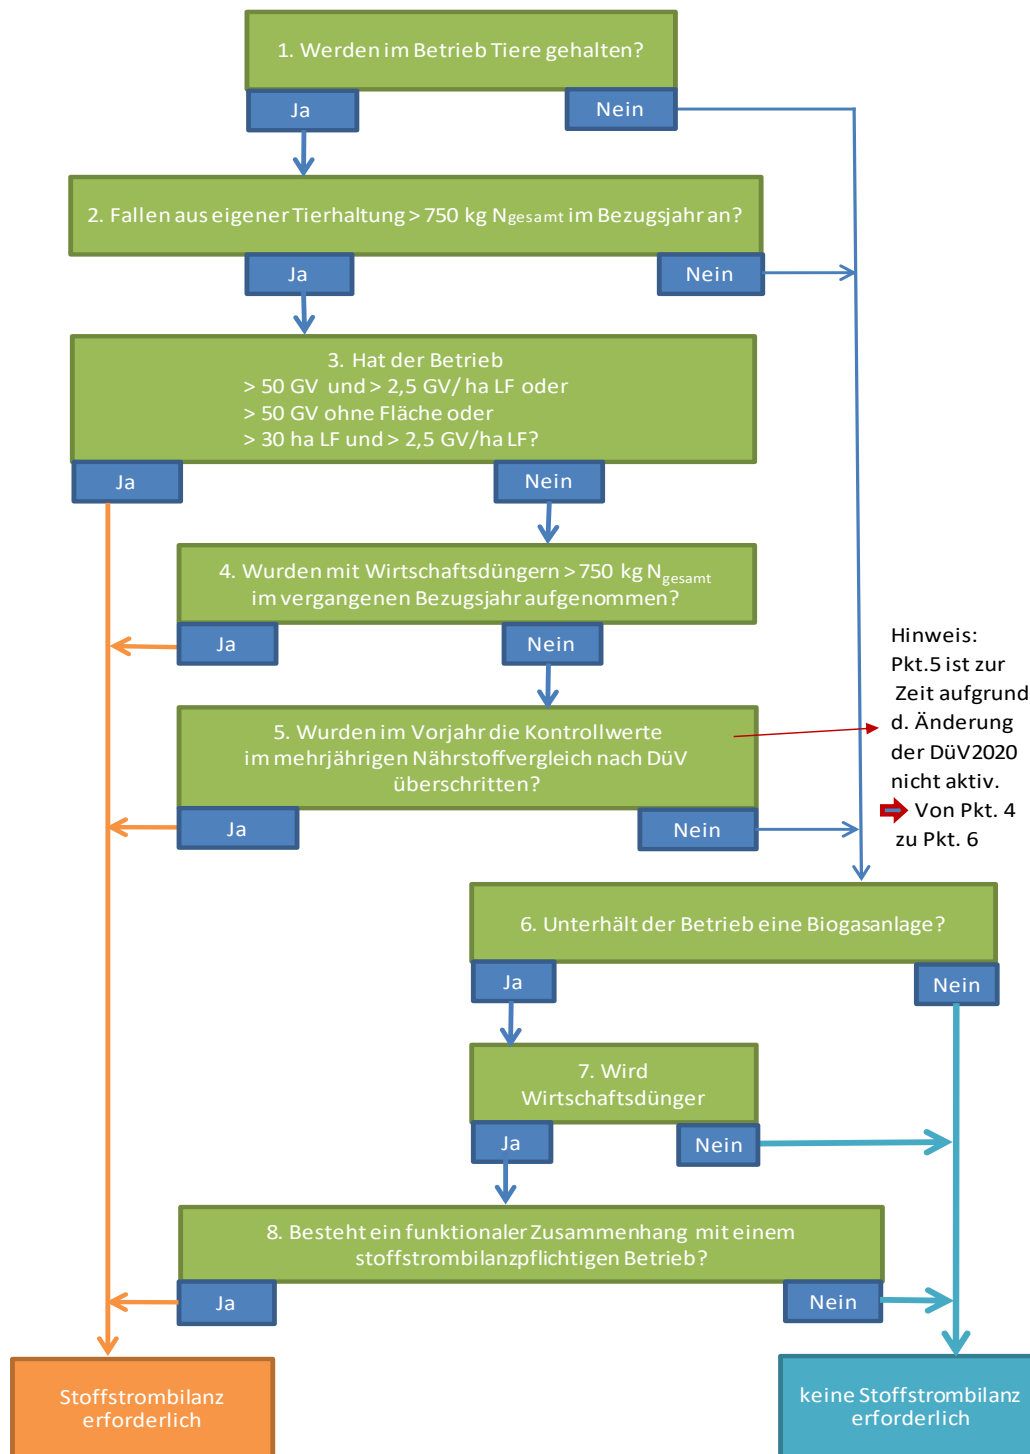 1. Werden im Betrieb Tiere gehalten?
Ja
Nein
2. Fallen aus eigener Tierhaltung > 750 kg Ngesamt im Bezugsjahr an?
Ja
Nein
3. Hat der Betrieb
> 50 GV und > 2,5 GV/ ha LF oder
> 50 GV ohne Fläche oder
> 30 ha LF und > 2,5 GV/ha LF?
Ja
Nein
4. Wurden mit Wirtschaftsdüngern > 750 kg Ngesamt
im vergangenen Bezugsjahr aufgenommen?
Ja
Nein
Hinweis:
Pkt.5 ist zur
Zeit aufgrund
d. Änderung
der DüV2020
nicht aktiv.
Von Pkt. 4
zu Pkt. 6
5. Wurden im Vorjahr die Kontrollwerte
im mehrjährigen Nährstoffvergleich nach DüV
überschritten?
Ja
Nein
6. Unterhält der Betrieb eine Biogasanlage?
Ja
Nein
7. Wird
Wirtschaftsdünger
Ja
Nein
8. Besteht ein funktionaler Zusammenhang mit einem
stoffstrombilanzpflichtigen Betrieb?
Ja
Nein
Stoffstrombilanz
erforderlich
keine Stoffstrombilanz
erforderlich